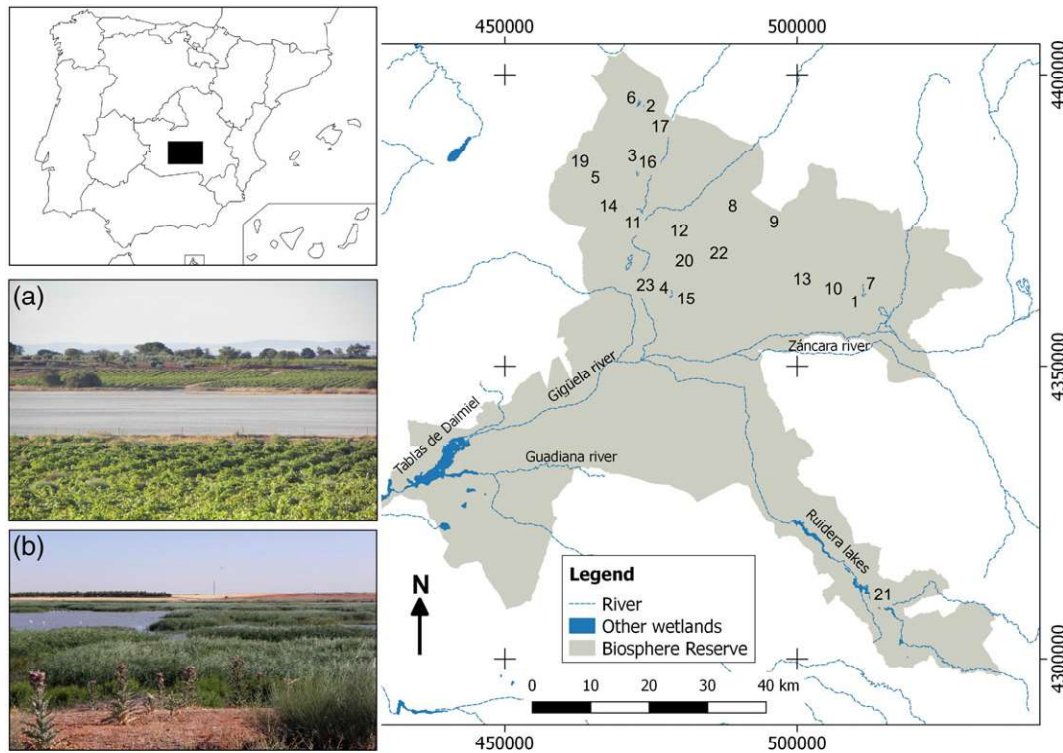 450000
500000
4400000
6
2
17
3
16
19
5
14
11
8
9
12
22
20
23
4
15
13
10
7
1
Záncara river
4350000
Gigüela river
Tablas de Daimiel
Guadiana river
Ruidera lakes
21
(a)
(b)
N
Legend
River
Other wetlands
Biosphere Reserve
0 10 20 30 40 km
4300000
450000
500000